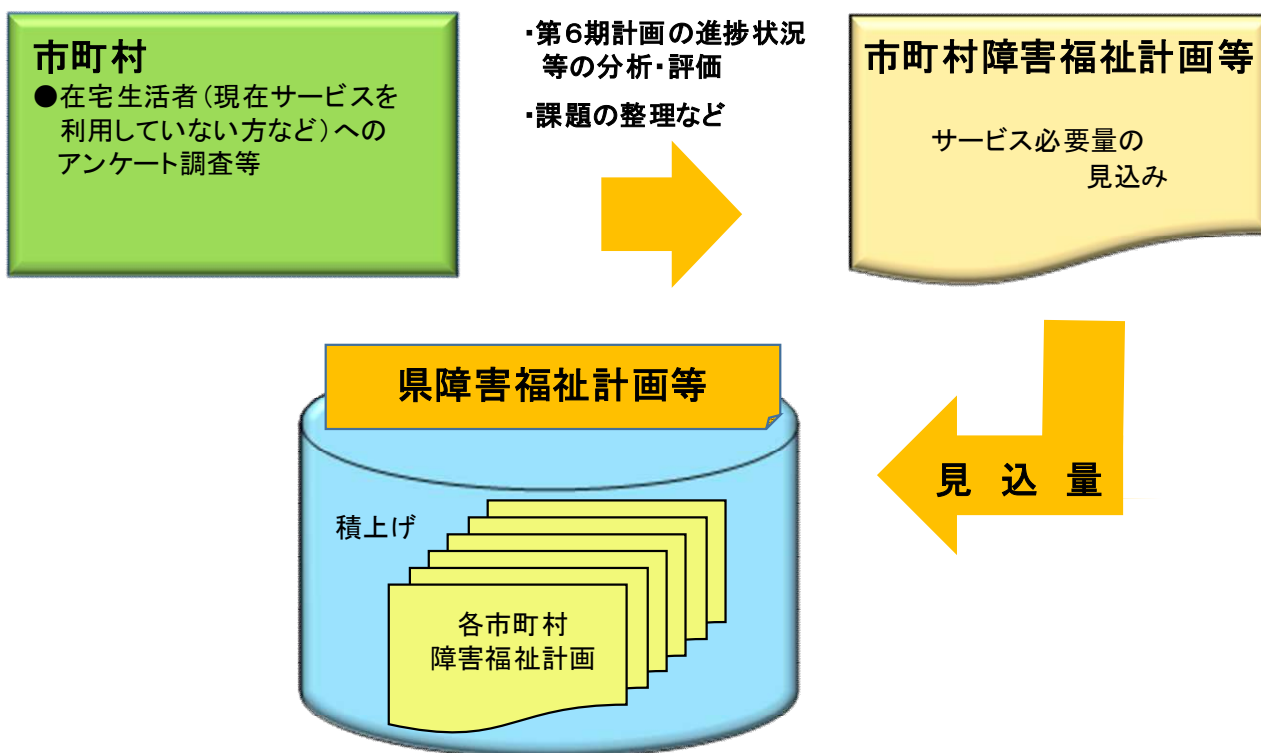 市町村
●在宅生活者(現在サービスを
利用していない方など)への
アンケート調査等
・第6期計画の進捗状況
等の分析・評価
・課題の整理など
市町村障害福祉計画等
サービス必要量の
見込み
見込量
県障害福祉計画等
積上げ
各市町村
障害福祉計画